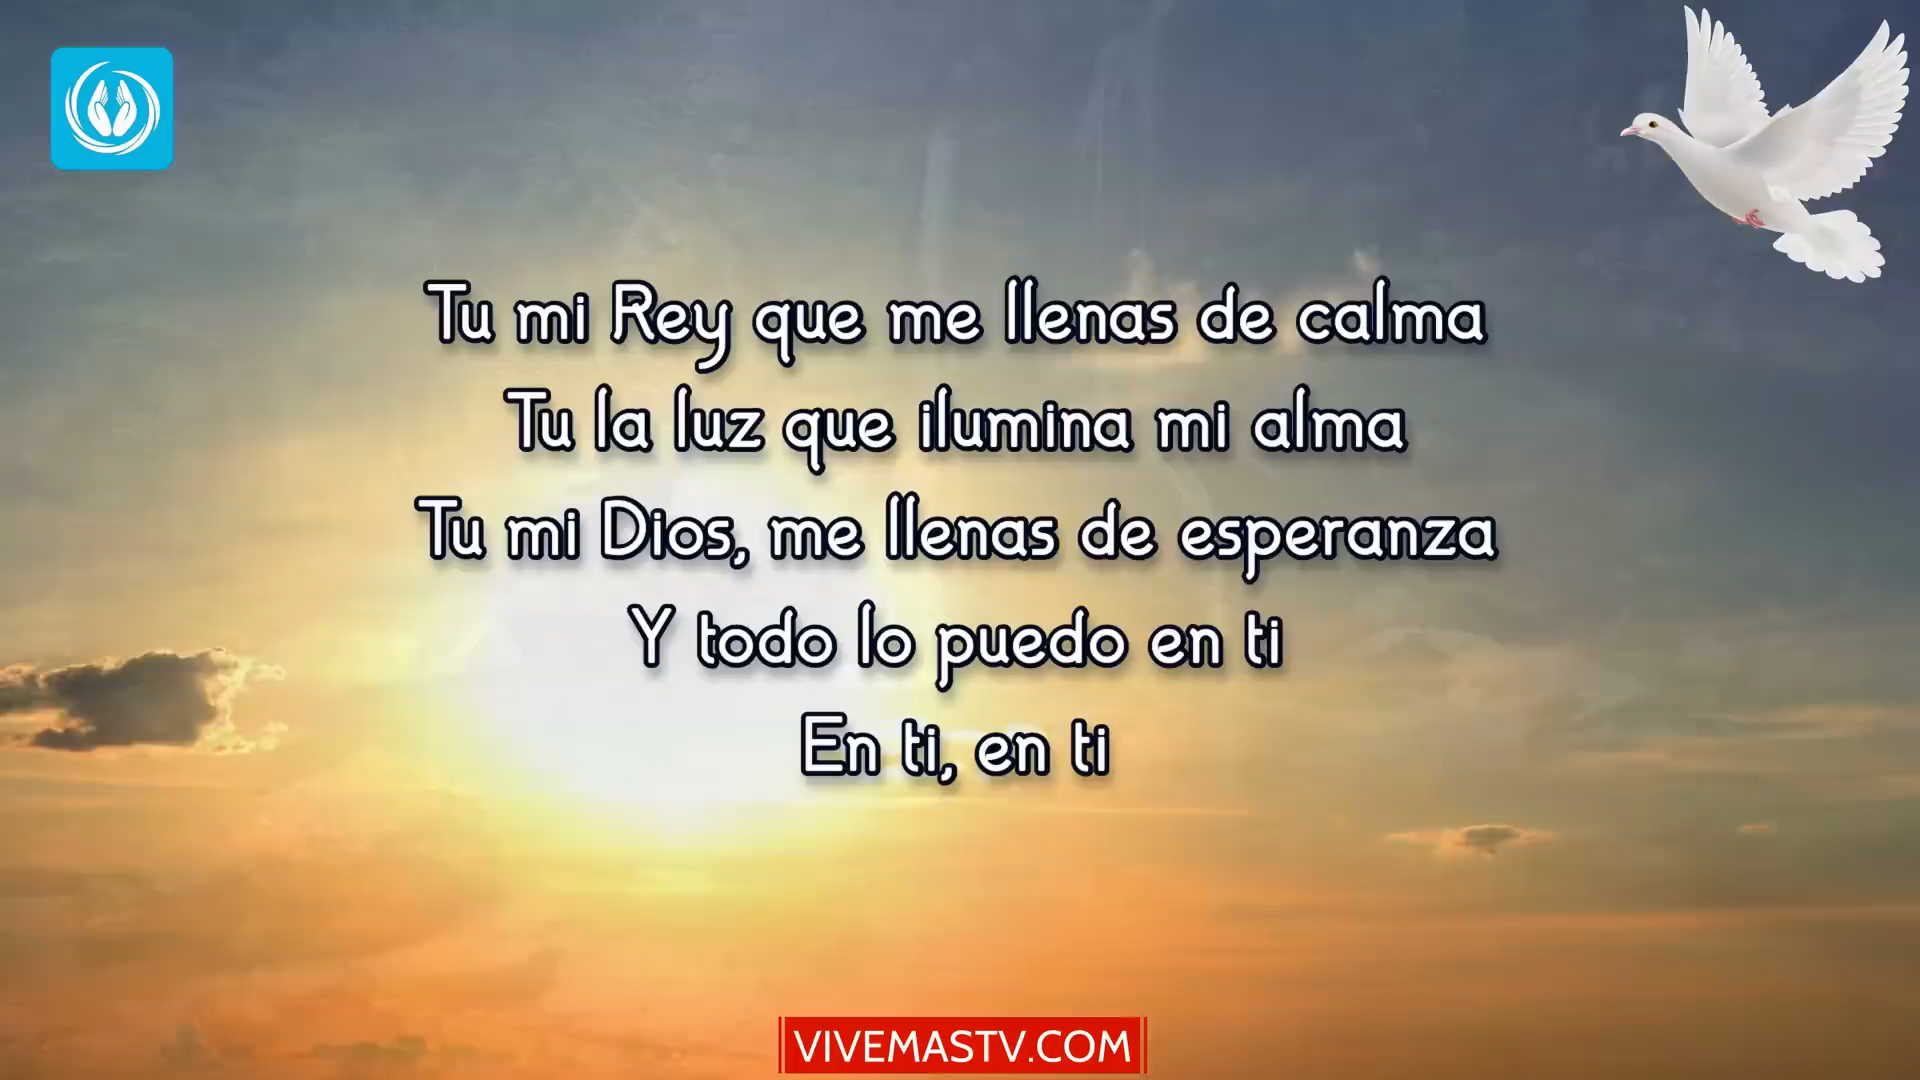 Tu mi Rey que me llenas de calma
Tu la luz que ilumina mi alma
Tu mi Dios, me llenas de esperanza
Y todo lo puedo en ti
En ti, en ti
VIVEMASTV.COM